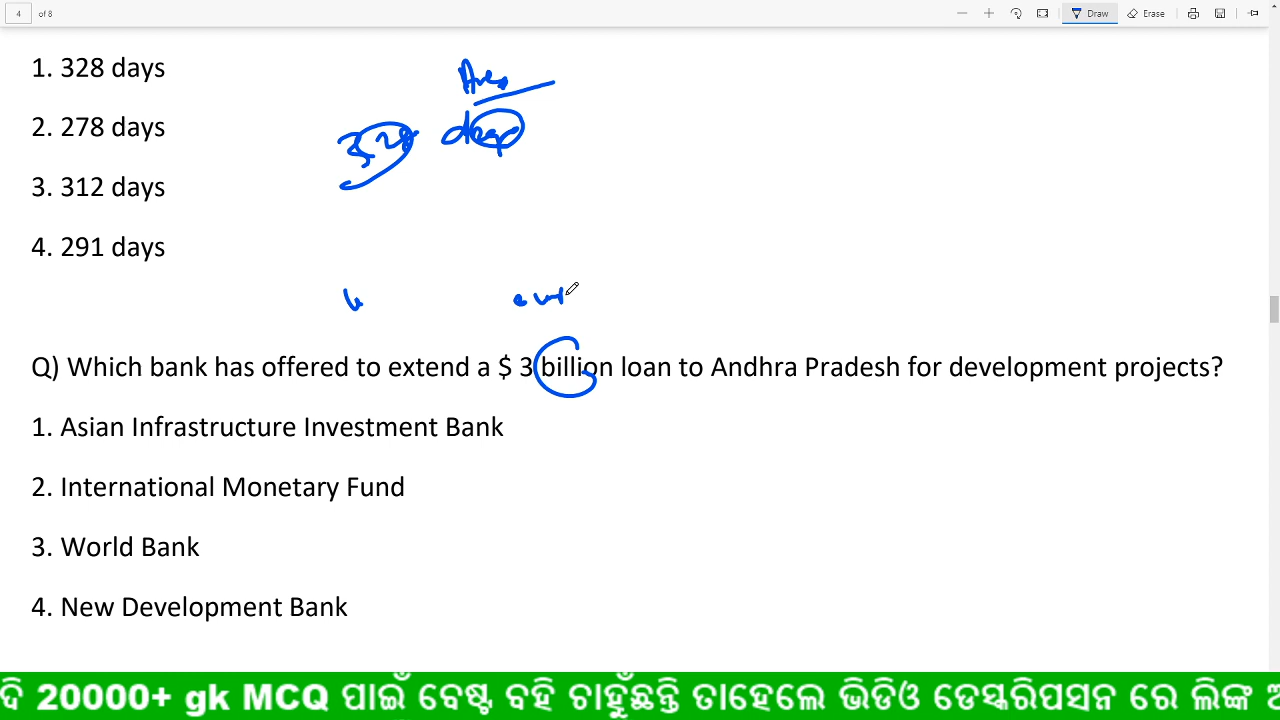 4 of 8 Draw Erase
1. 328 days
2. 278 days
328
3. 312 days
4. 291 days
Q) Which bank has offered to extend a $ 3 billion loan to Andhra Pradesh for development projects?
1. Asian Infrastructure Investment Bank
2. International Monetary Fund
3. World Bank
4. New Development Bank
ଦି 20000+ gk MCQ ପାଇଁ ବେଷ୍ଟ ବହି ଚାହୁଁଛନ୍ତି ତାହେଲେ ଭିଡିଓ ଡେସ୍କରିପସନ ରେ ଲିଙ୍କ ଅ